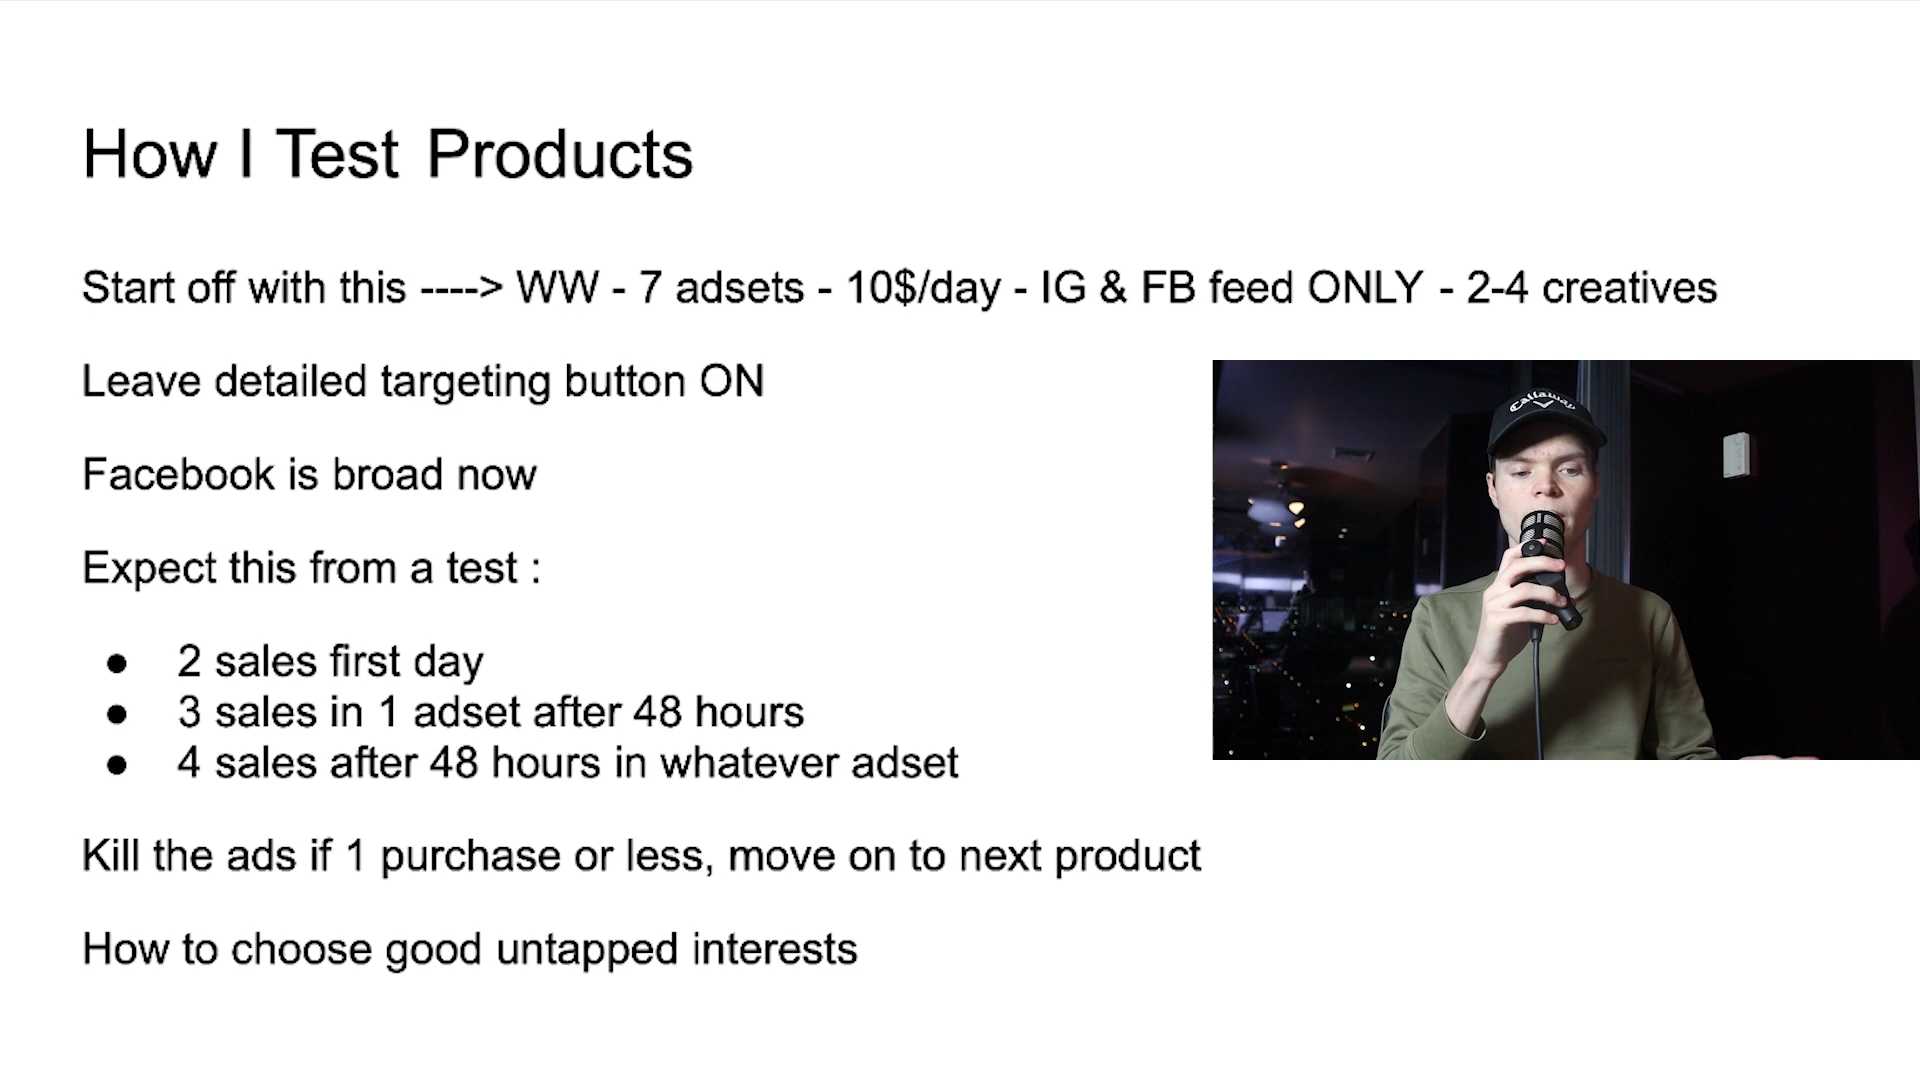 How I Test Products
Start off with this ----> WW - 7 adsets - 10$/day - IG & FB feed ONLY - 2-4 creatives
Leave detailed targeting button ON
Callaway
Facebook is broad now
Expect this from a test :
● 2 sales first day
● 3 sales in 1 adset after 48 hours
● 4 sales after 48 hours in whatever adset
Kill the ads if 1 purchase or less, move on to next product
How to choose good untapped interests